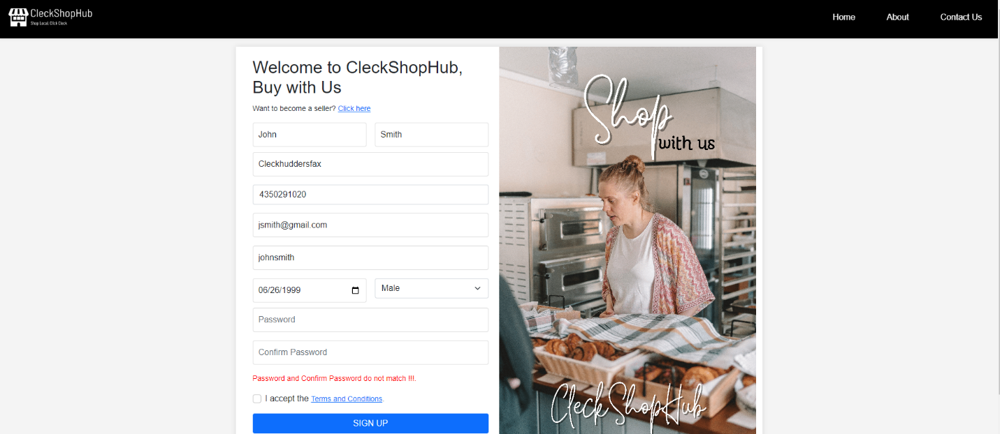 CleckShopHub
Shop Local, Click Cleck
Home About Contact Us
Welcome to CleckShopHub,
Buy with Us
Want to become a seller? Click here
John Smith
Cleckhuddersfax
4350291020
jsmith@gmail.com
johnsmith
06/26/1999 Male
Password
Confirm Password
Password and Confirm Password do not match !!!.
I accept the Terms and Conditions.
SIGN UP
Shop
with us
CleckShopHub